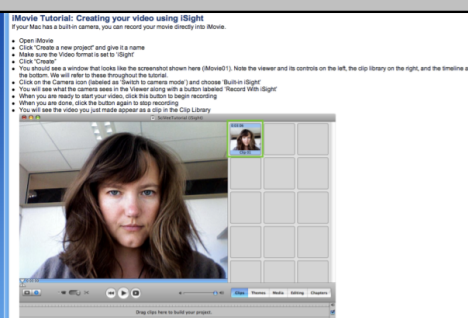 iMovie Tutorial: Creating your video using iSight
If your Mac has a built-in camera, you can record your movie directly into iMovie.
Open iMovie
Click "Create a new project" and give it a name
Make sure the Video format is set to 'iSight'
Click "Create"
You should see a window that looks like the screenshot shown here (iMovie01). Note the viewer and its controls on the left, the clip library on the right, and the timeline a
the bottom. We will refer to these throughout the tutorial.
Click on the Camera icon (labeled as 'Switch to camera mode') and choose 'Built-in iSight'
You will see what the camera sees in the Viewer along with a button labeled 'Record With iSight'
When you are ready to start your video, click this button to begin recording
When you are done, click the button again to stop recording
You will see the video you just made appear as a clip in the Clip Library
Clips Themes Media Editing Chapters
Drag clips here to build your project.